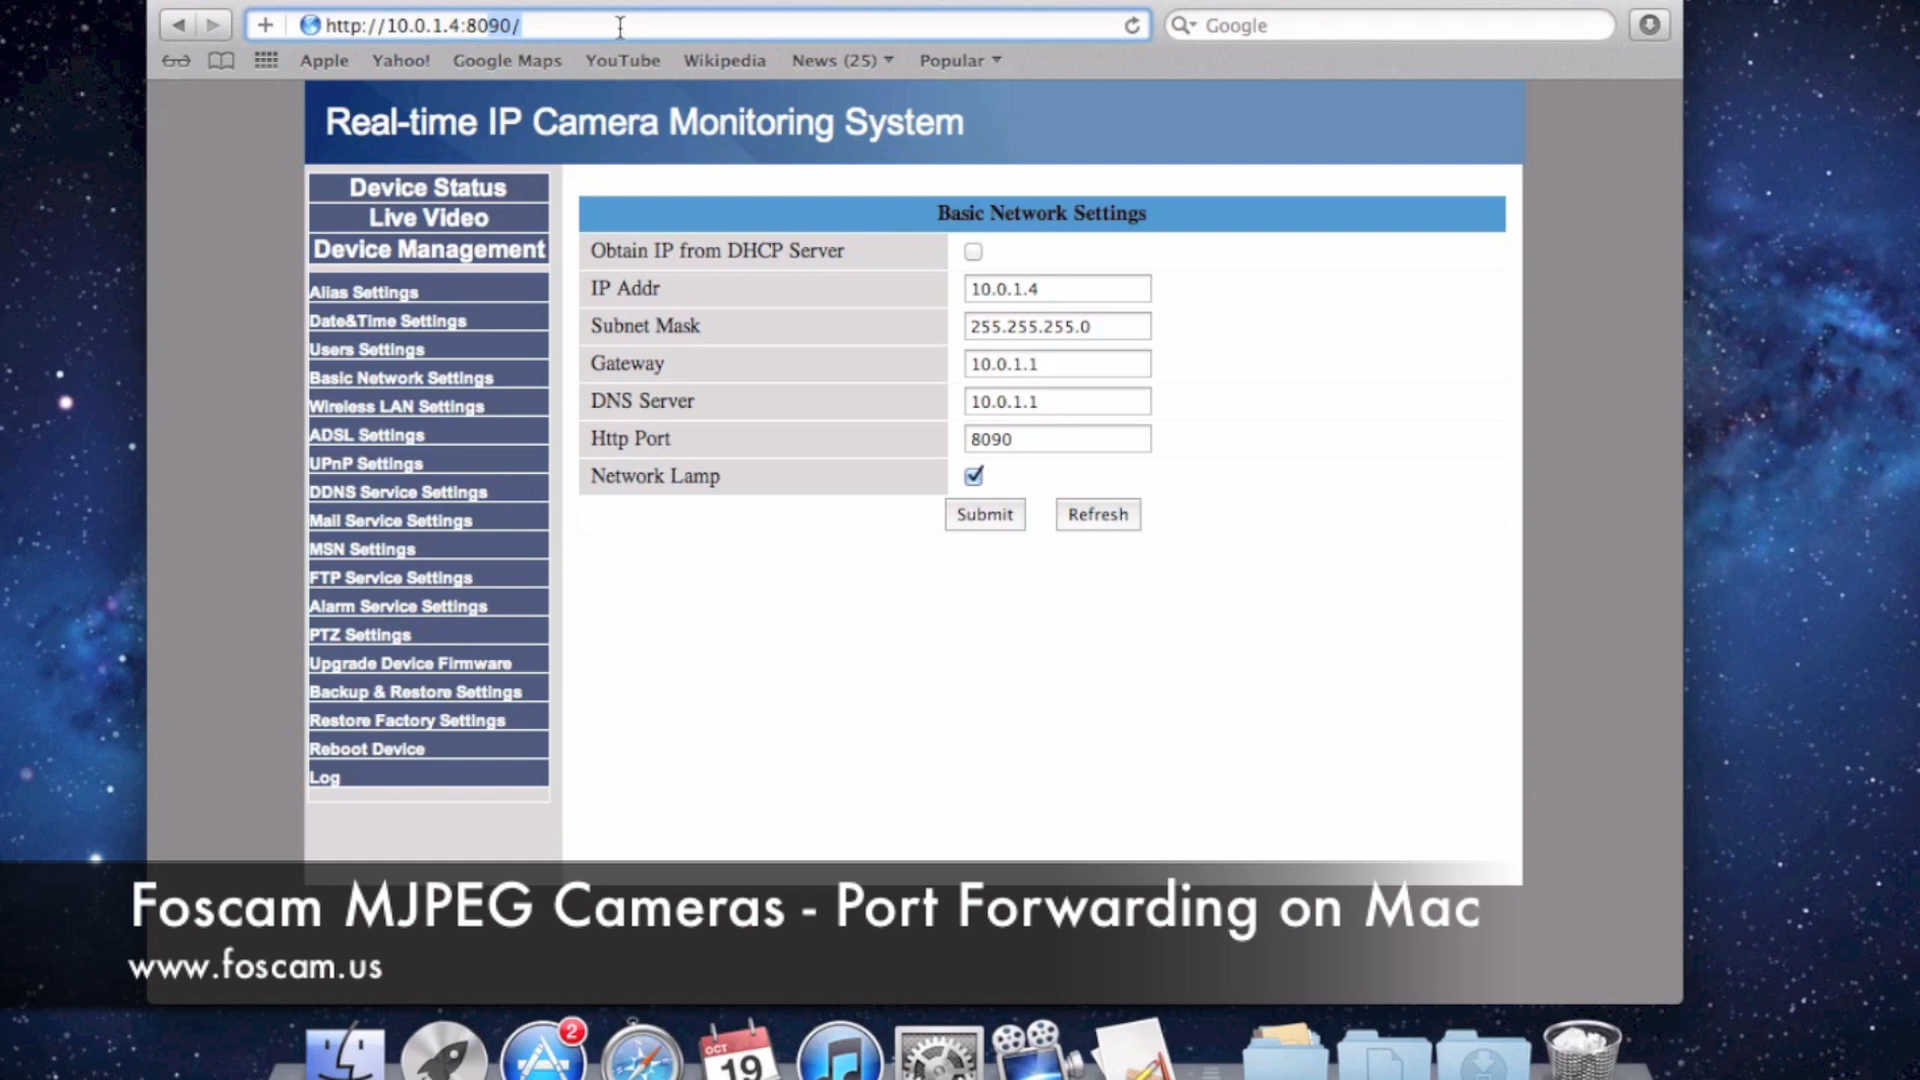 http://10.0.1.4:8090/
Google
Apple Yahoo! Google Maps YouTube Wikipedia News (25) Popular
Real-time IP Camera Monitoring System
Device Status
Live Video
Device Management
Alias Settings
Date&Time Settings
Users Settings
Basic Network Settings
Wireless LAN Settings
ADSL Settings
UPnP Settings
DDNS Service Settings
Mail Service Settings
MSN Settings
FTP Service Settings
Alarm Service Settings
PTZ Settings
Upgrade Device Firmware
Backup & Restore Settings
Restore Factory Settings
Reboot Device
Log
Basic Network Settings
Obtain IP from DHCP Server
IP Addr 10.0.1.4
Subnet Mask 255.255.255.0
Gateway 10.0.1.1
DNS Server 10.0.1.1
Http Port 8090
Network Lamp
Submit Refresh
Foscam MJPEG Cameras - Port Forwarding on Mac
www.foscam.us
2
OCT
19